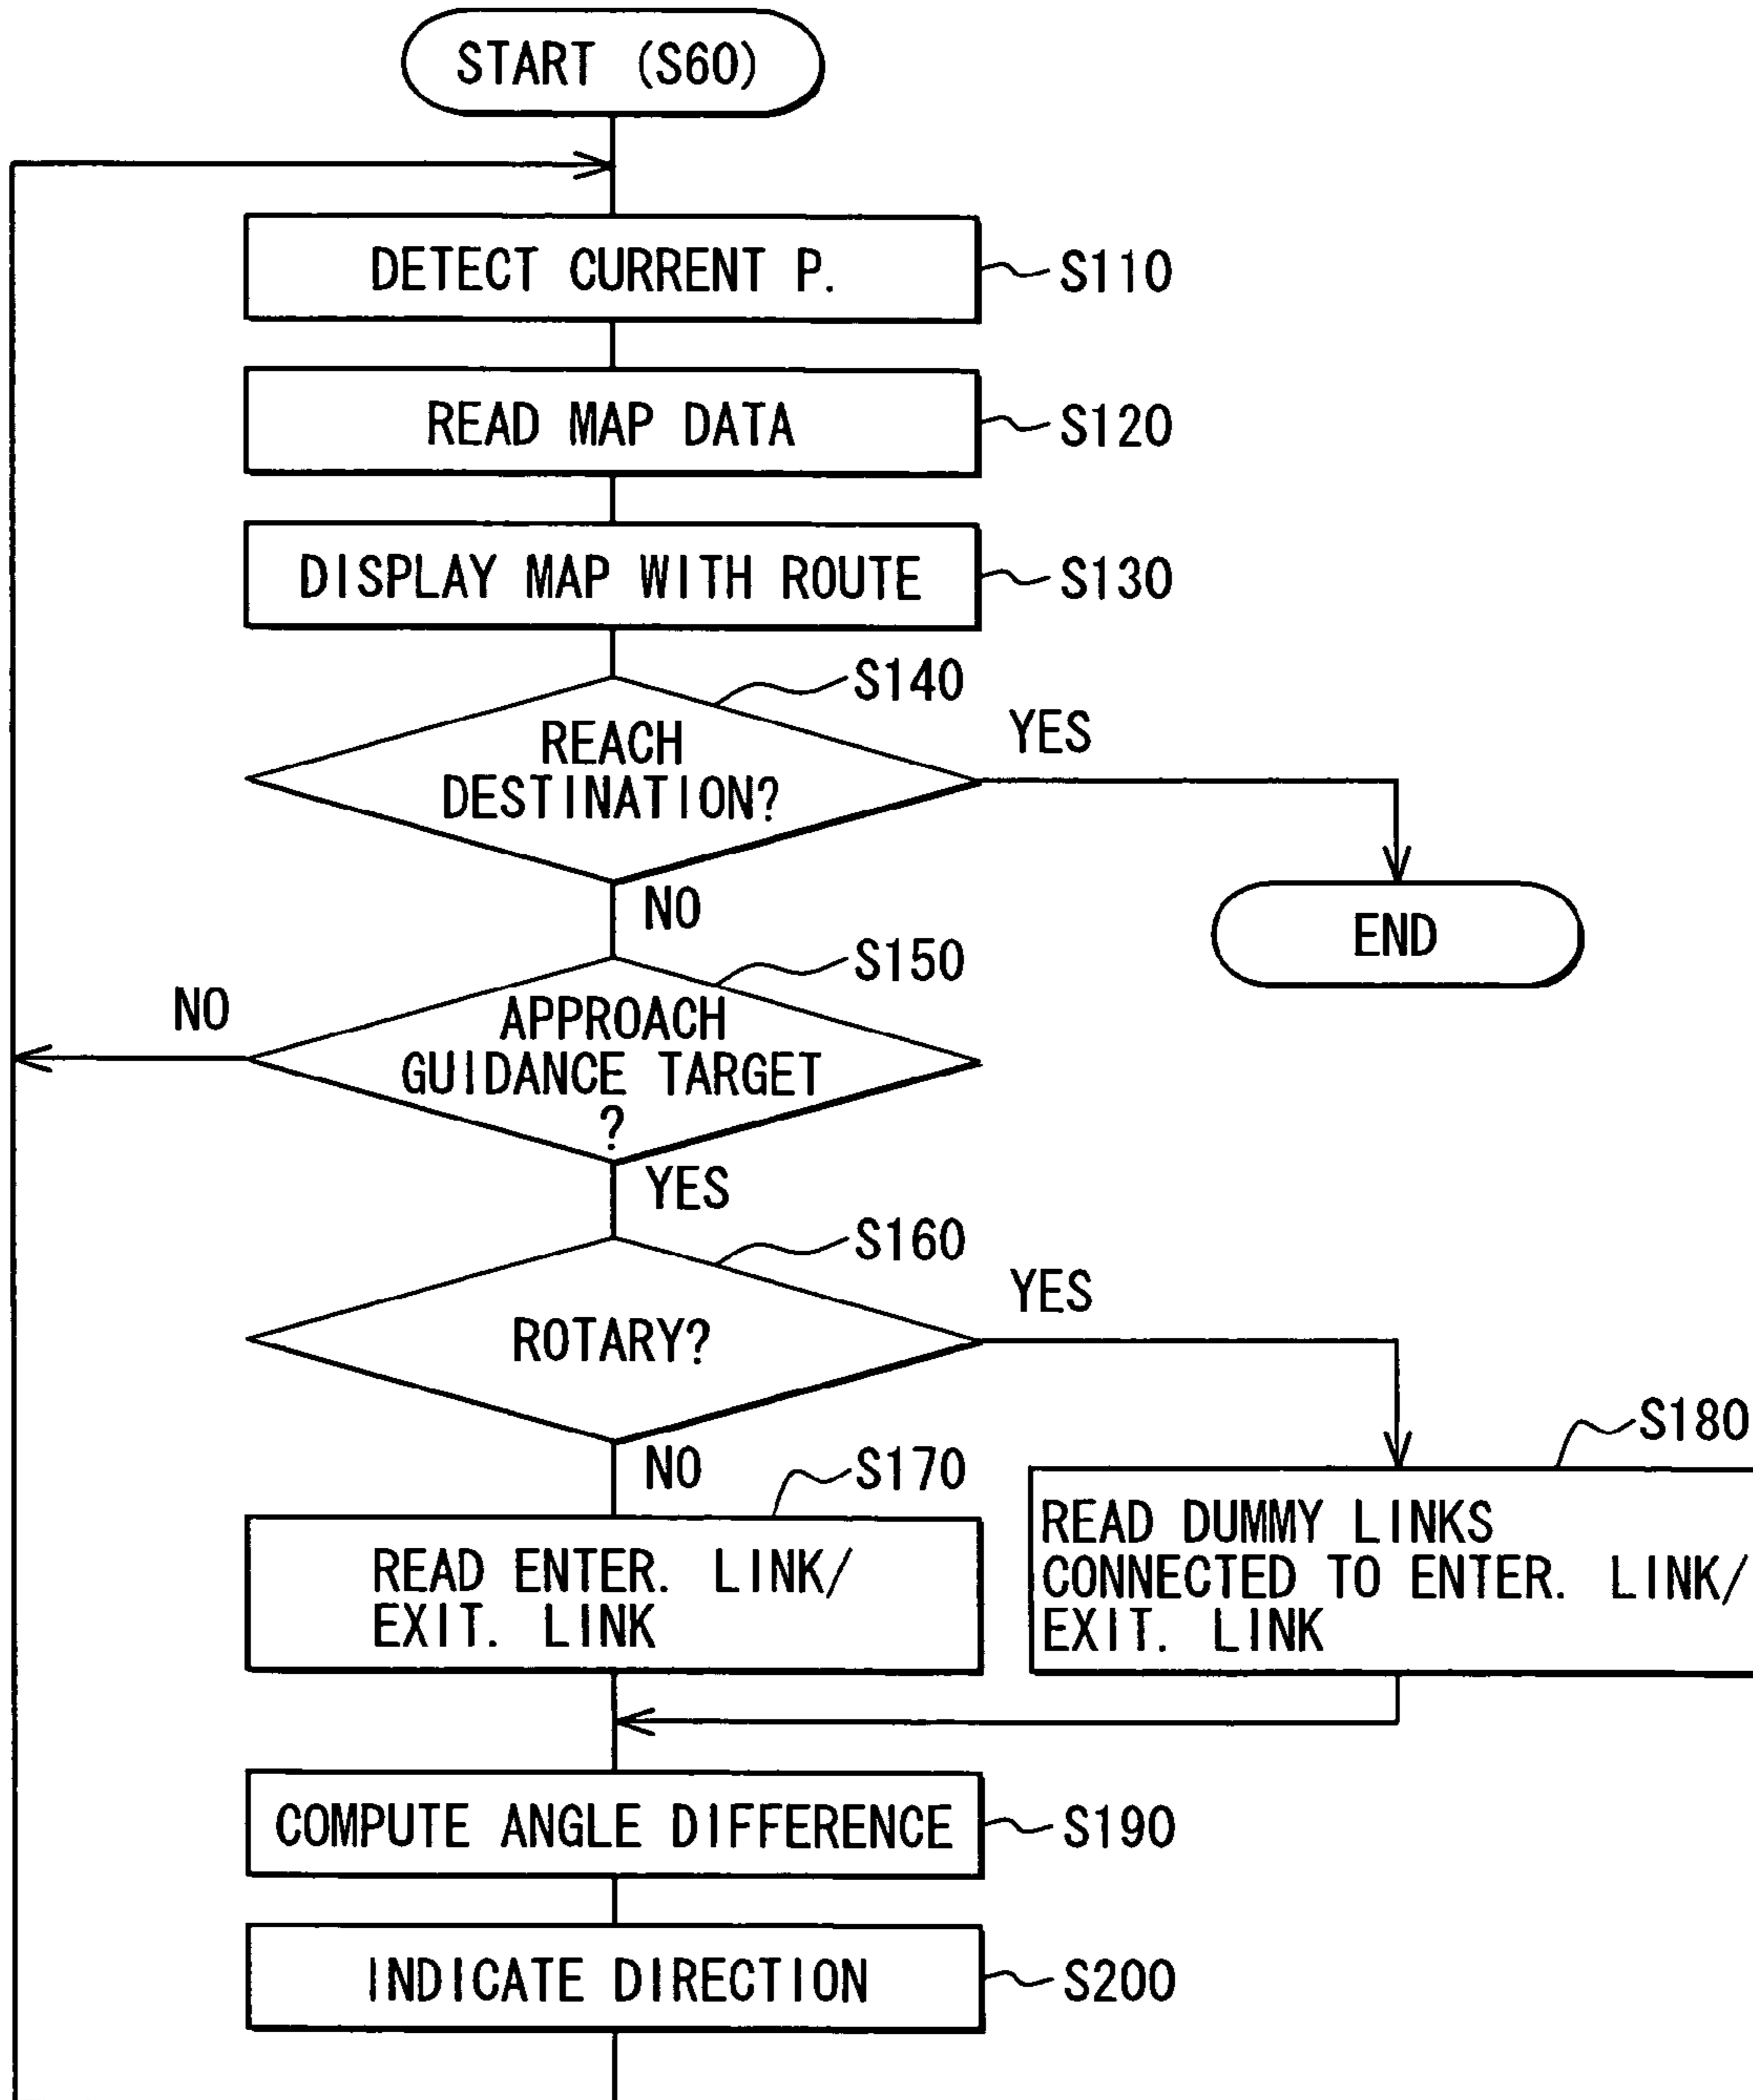 START (S60)
DETECT CURRENT P.
S110
READ MAP DATA
S120
DISPLAY MAP WITH ROUTE
S130
S140
REACH
DESTINATION?
YES
NO
END
S150
NO
APPROACH
GUIDANCE TARGET
?
YES
S160
ROTARY?
YES
NO
S170
S180
READ ENTER. LINK/
EXIT. LINK
READ DUMMY LINKS
CONNECTED TO ENTER. LINK/
EXIT. LINK
COMPUTE ANGLE DIFFERENCE
S190
INDICATE DIRECTION
S200